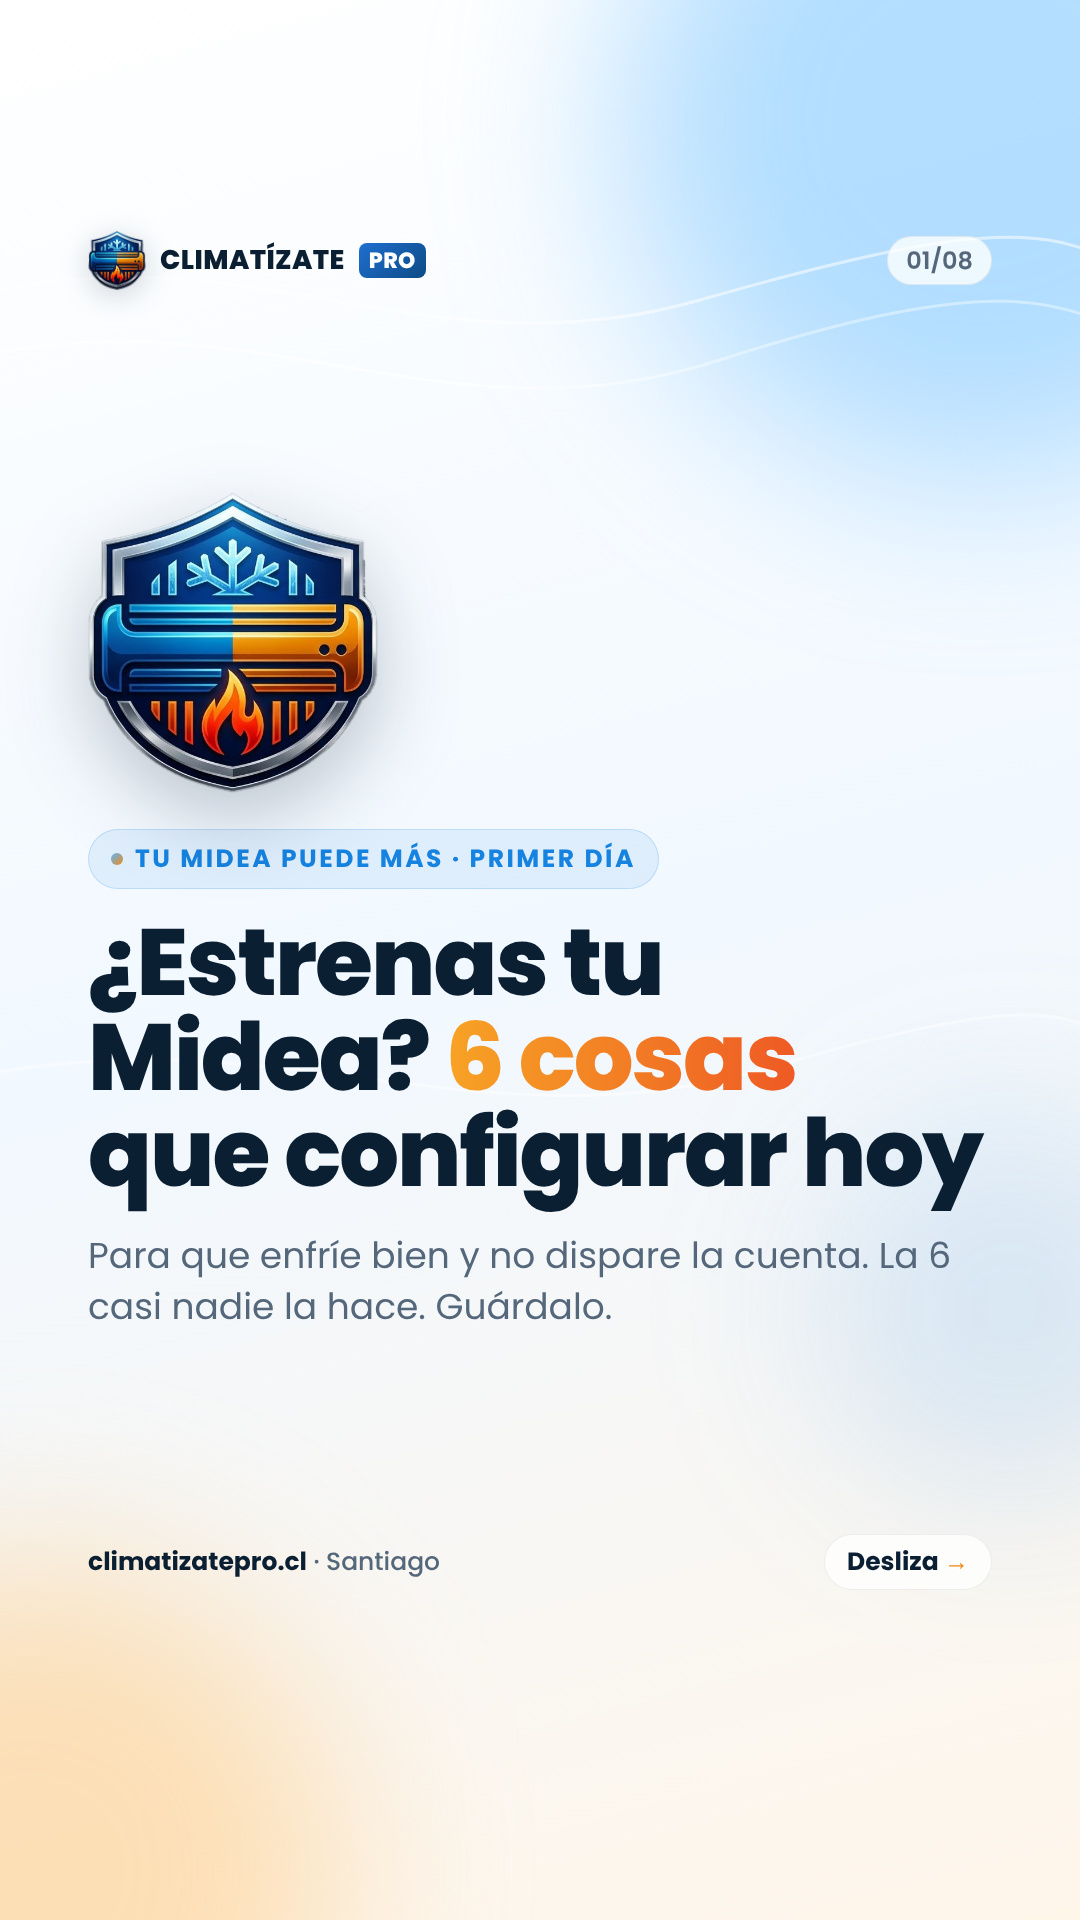 CLIMATÍZATE PRO
01/08
TU MIDEA PUEDE MÁS · PRIMER DÍA
¿Estrenas tu
Midea? 6 cosas
que configurar hoy
Para que enfríe bien y no dispare la cuenta. La 6
casi nadie la hace. Guárdalo.
climatizatepro.cl · Santiago
Desliza →